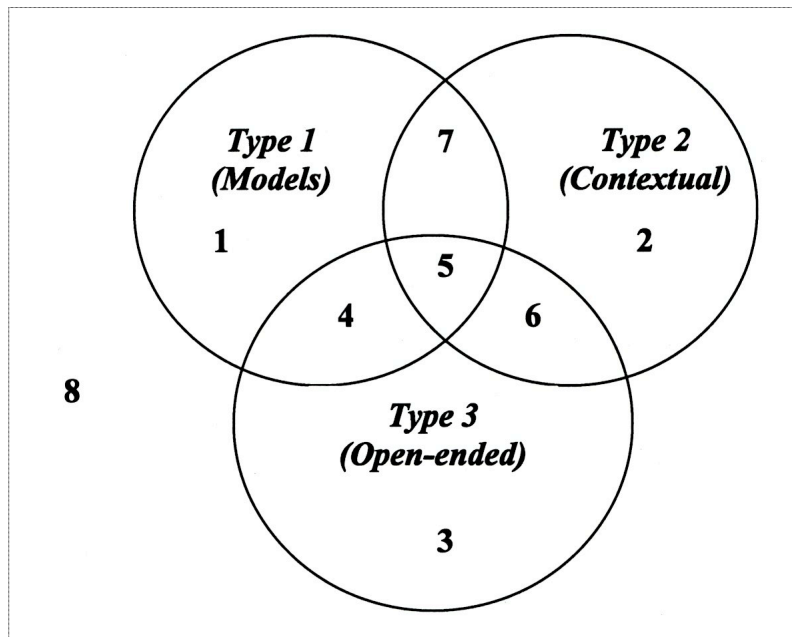 Type 1
(Models)
7
Type 2
(Contextual)
1
2
5
4
6
8
Type 3
(Open-ended)
3